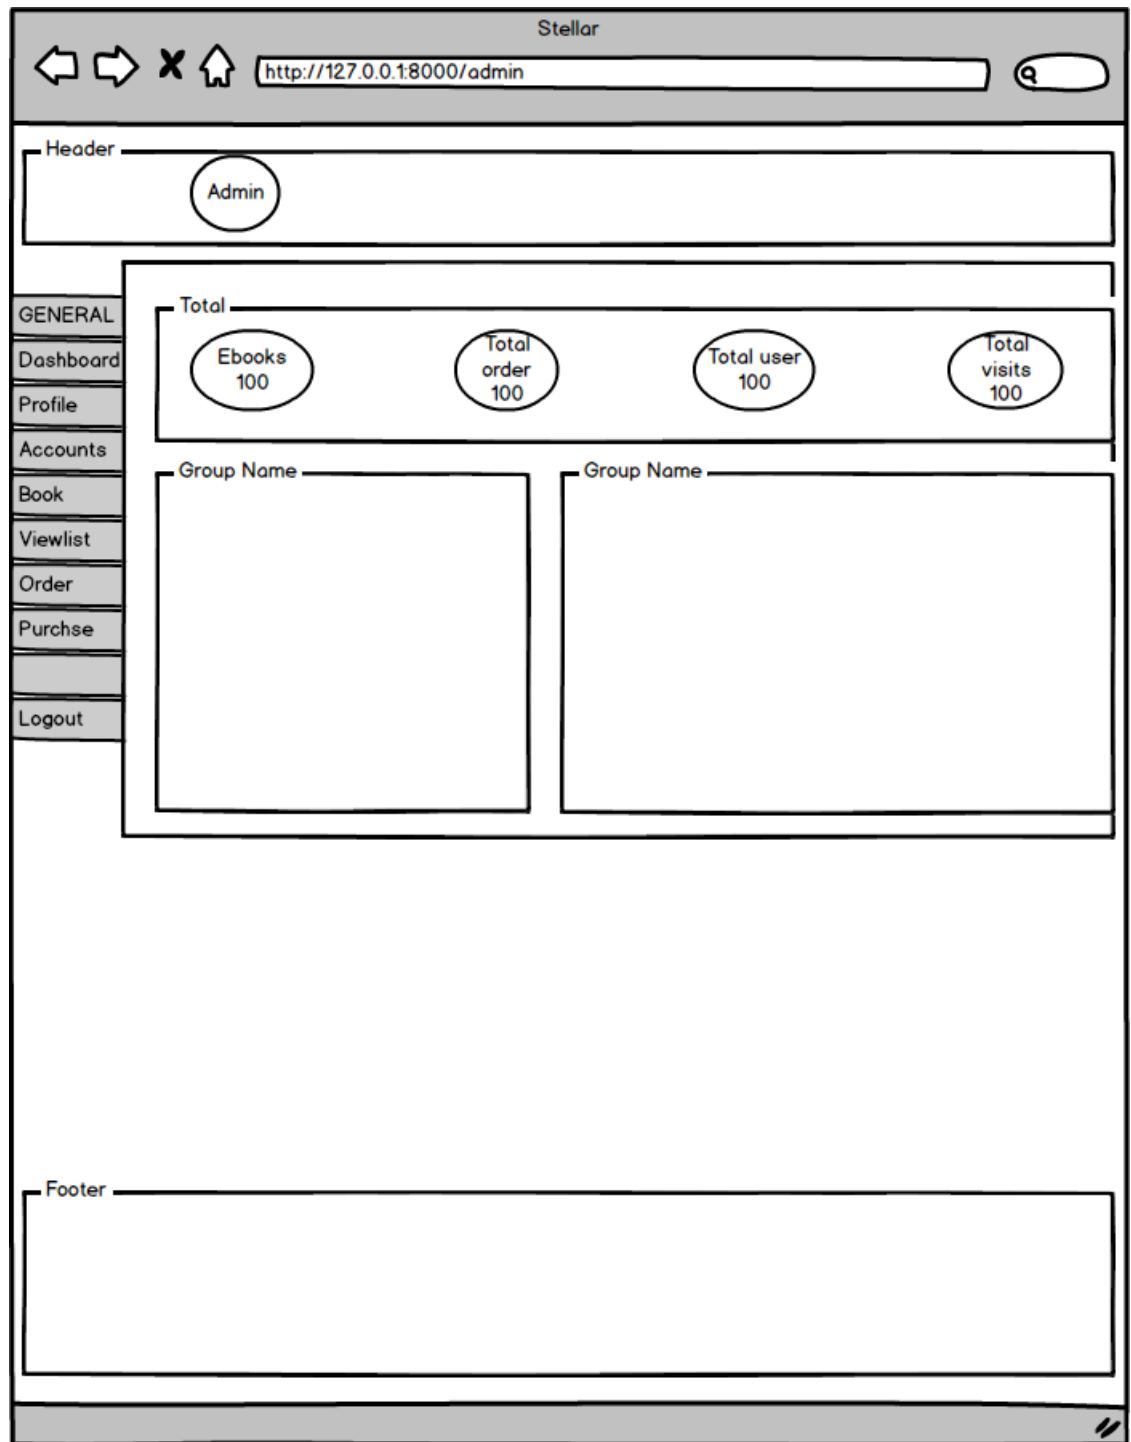 Stellar
http://127.0.0.1:8000/admin
Header
Admin
GENERAL
Dashboard
Profile
Accounts
Book
Viewlist
Order
Purchse
Logout
Total
Ebooks
100
Total
order
100
Total user
100
Total
visits
100
Group Name
Group Name
Footer